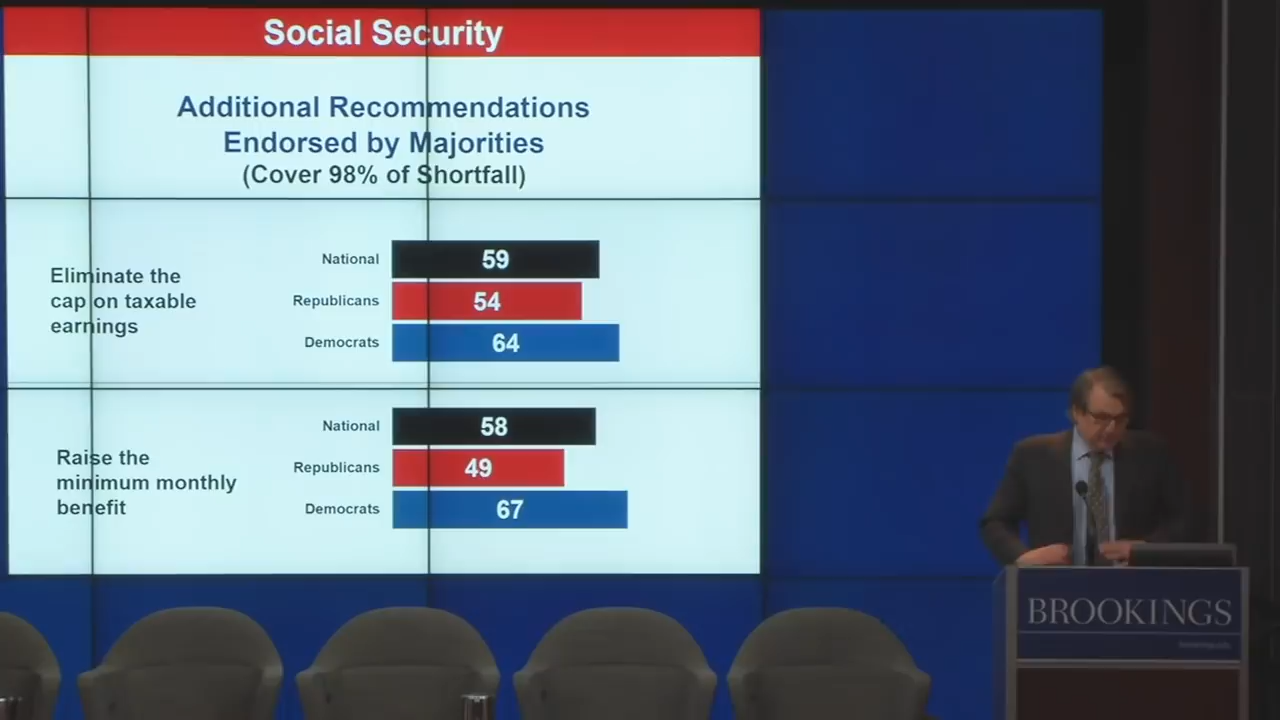 Social Security
Additional Recommendations
Endorsed by Majorities
(Cover 98% of Shortfall)
Eliminate the
cap on taxable
earnings
National
59
Republicans
54
Democrats
64
Raise the
minimum monthly
benefit
National
58
Republicans
49
Democrats
67
BROOKINGS